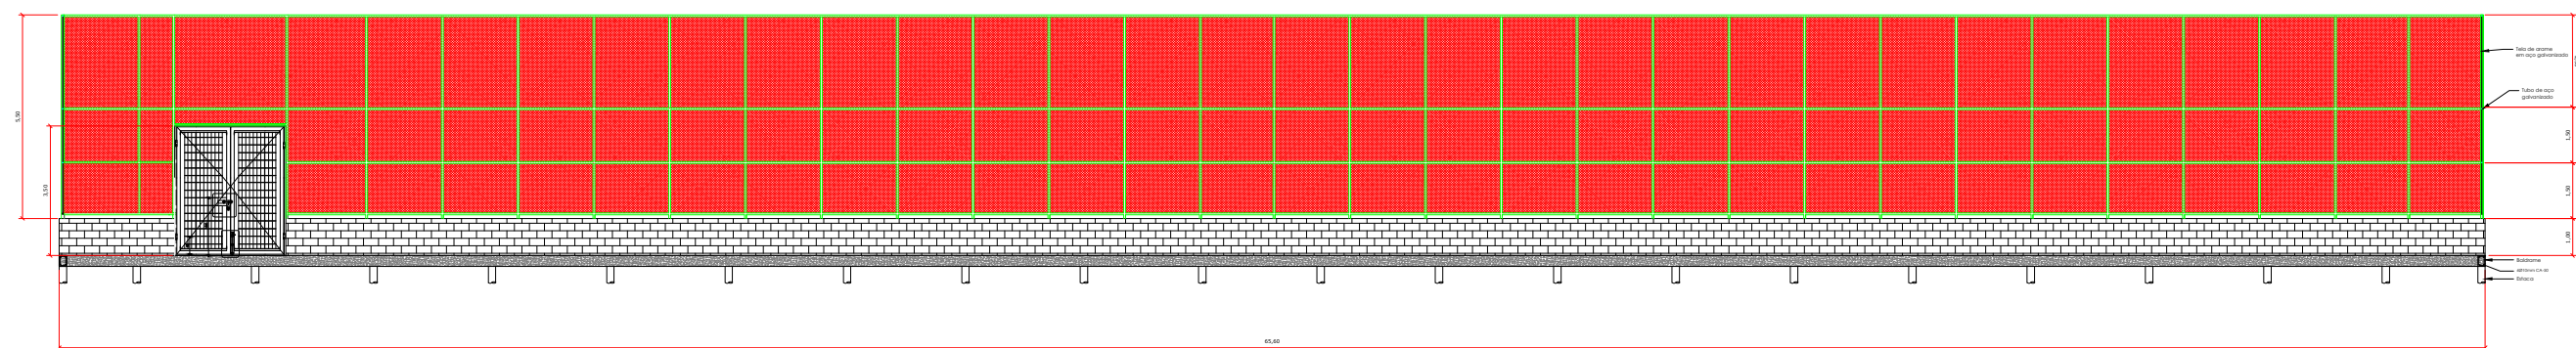 Tela de arame
em aço galvanizado
5,50
Tubo de aço
galvanizado
1,50
3,50
1,50
1,00
Baldrame
Estaca
65,60